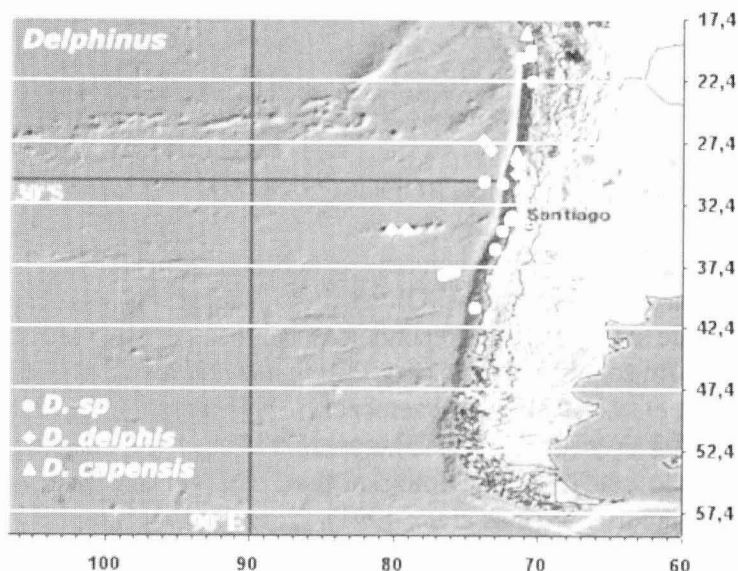 Delphinus
17,4
22,4
27,4
30°S
32,4
Santiago
37,4
42,4
47,4
D. sp
D. delphis
52,4
D. capensis
57,4
90° E
100 90 80 70 60